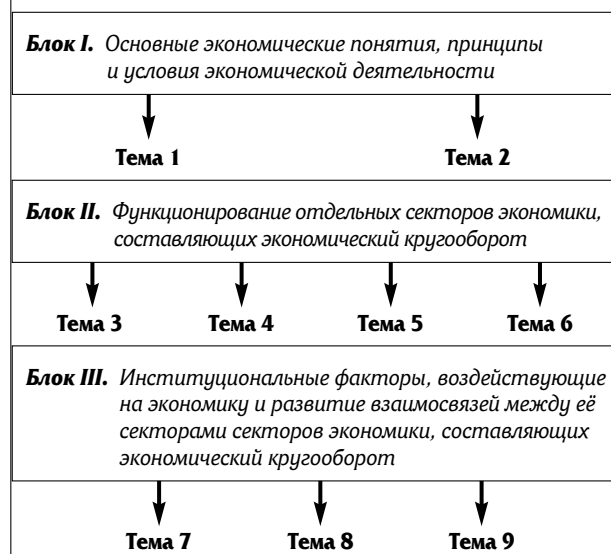 Блок I. Основные экономические понятия, принципы
и условия экономической деятельности
Тема 1 Тема 2
Блок II. Функционирование отдельных секторов экономики,
составляющих экономический кругооборот
Тема 3 Тема 4 Тема 5 Тема 6
Блок III. Институциональные факторы, воздействующие
на экономику и развитие взаимосвязей между её
секторами секторов экономики, составляющих
экономический кругооборот
Тема 7 Тема 8 Тема 9